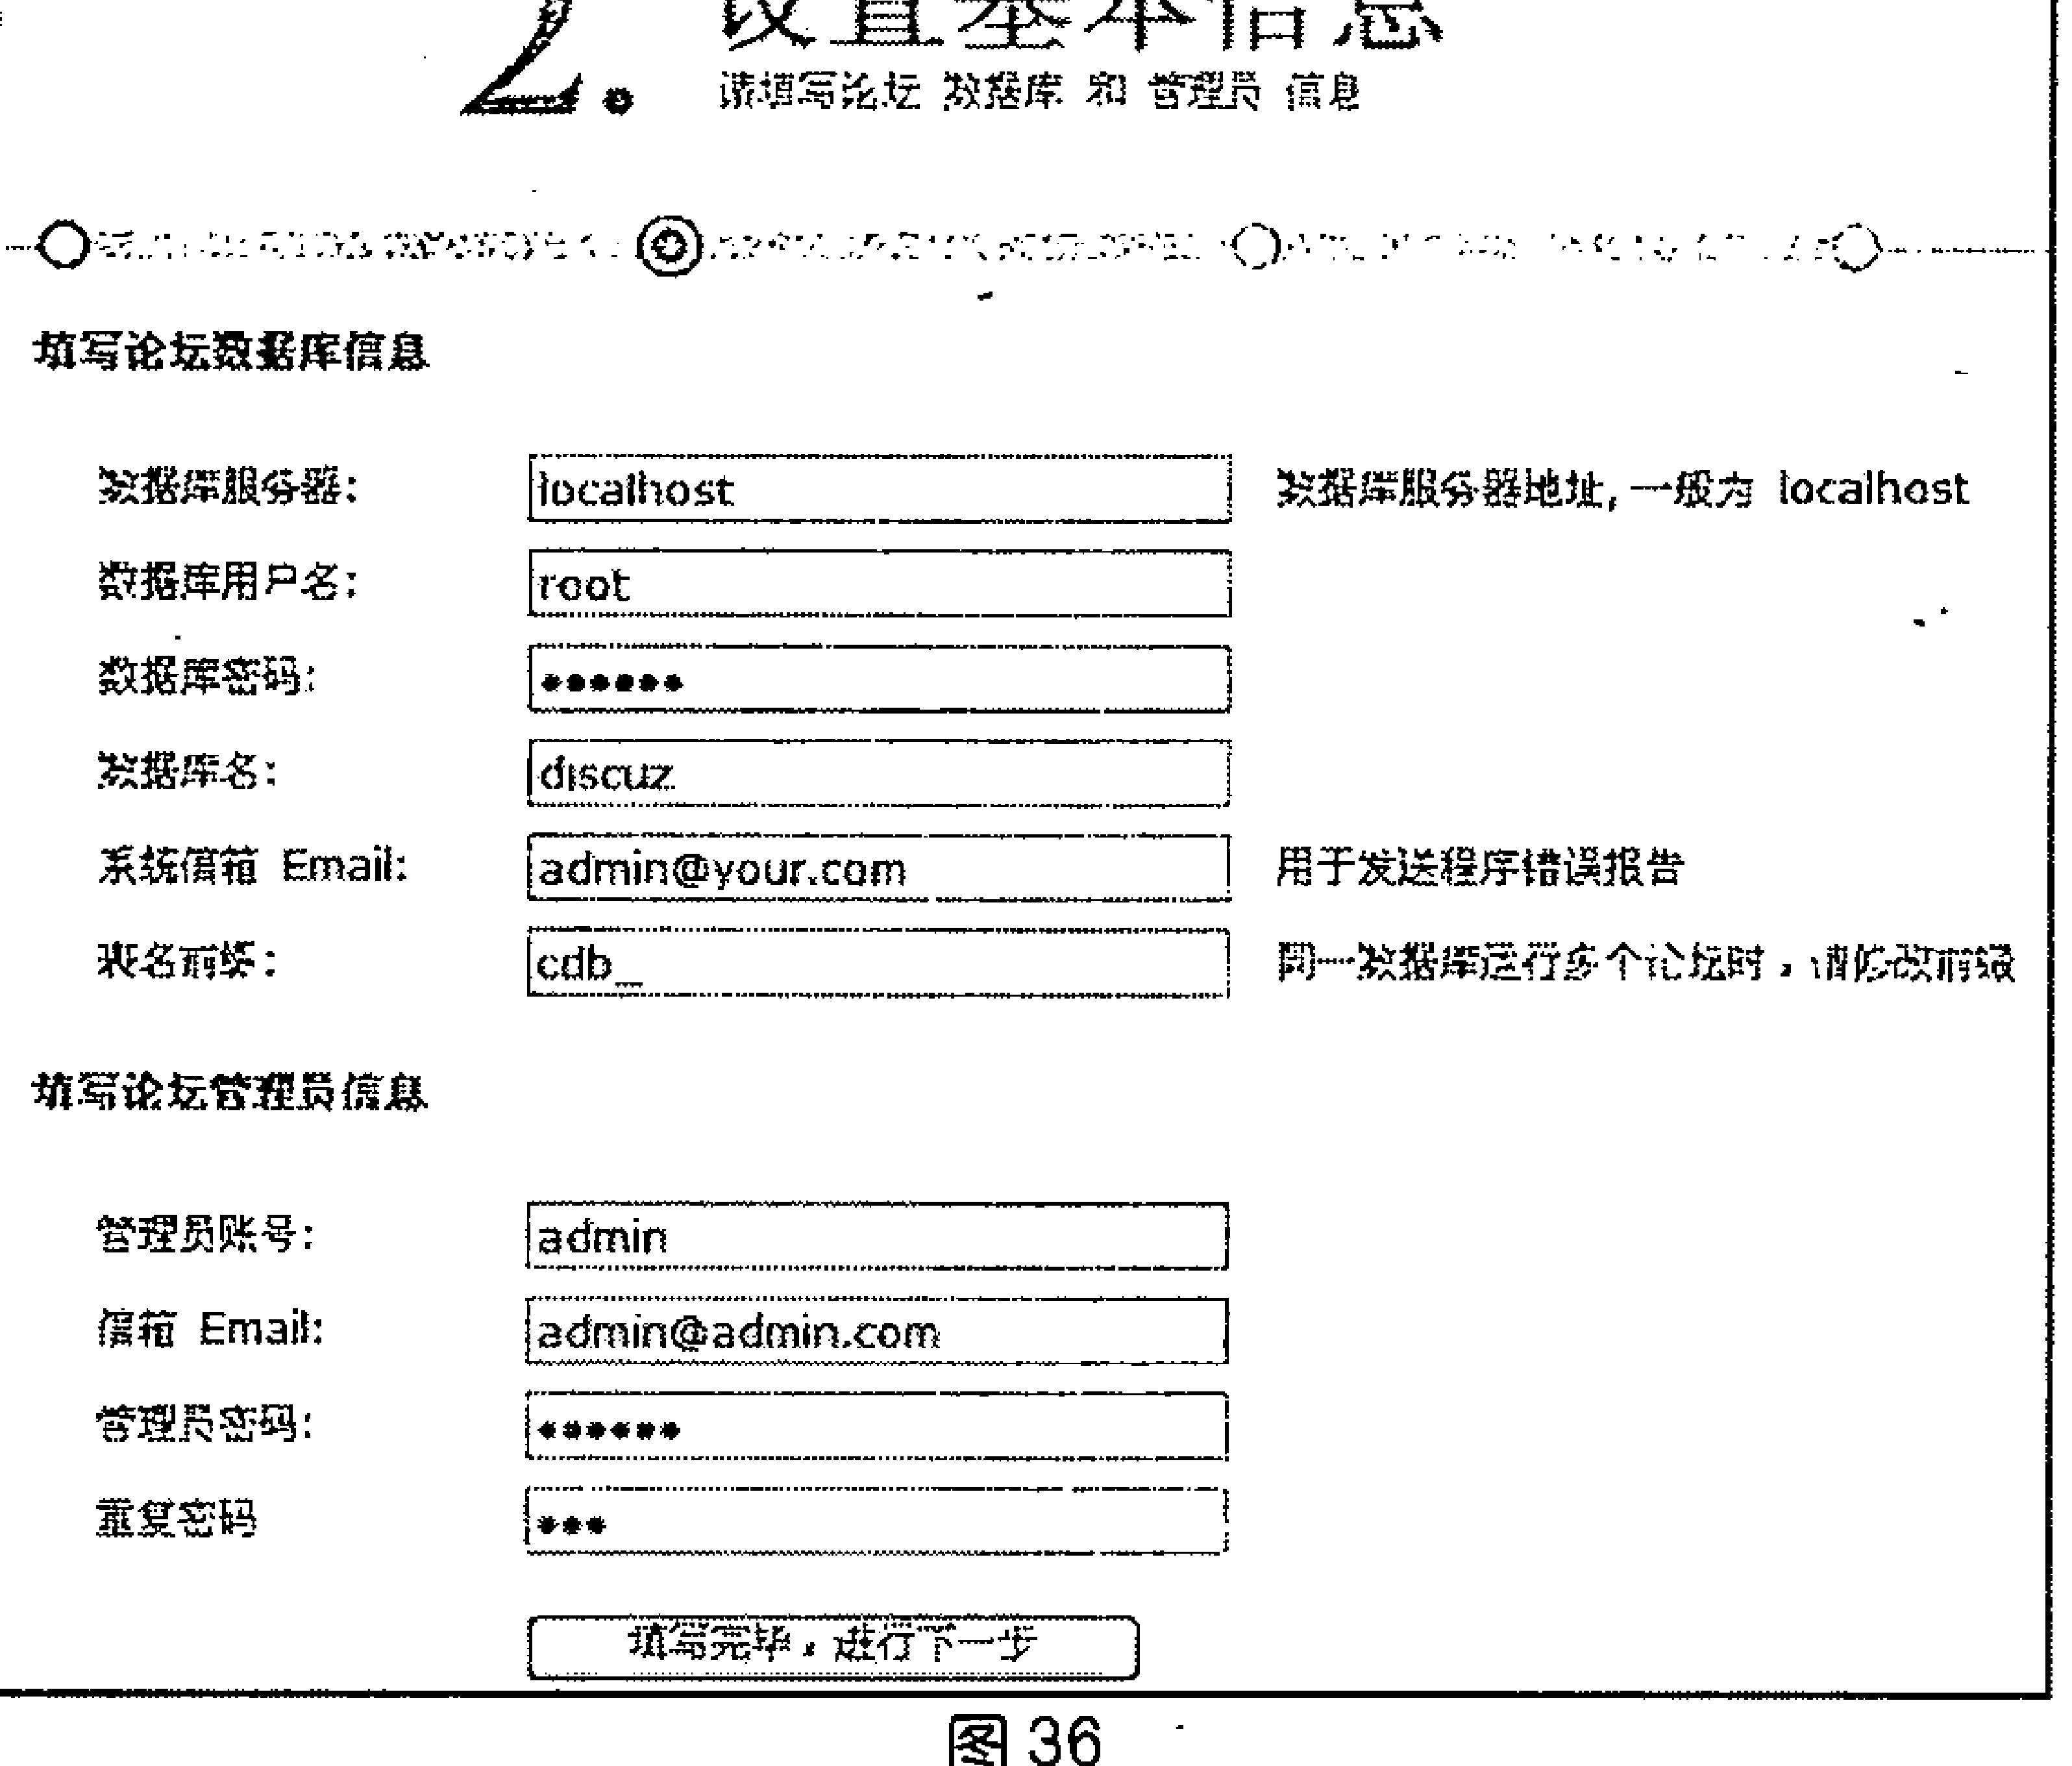 2. 设置基本信息
请填写论坛 数据库 和 管理员 信息
填写论坛数据库信息
数据库服务器: localhost 数据库服务器地址, 一般为 localhost
数据库用户名: root
数据库密码: ●●●●●●
数据库名: discuz
系统信箱 Email: admin@your.com 用于发送程序错误报告
表名前缀: cdb_ 同一数据库运行多个论坛时，请修改前缀
填写论坛管理员信息
管理员账号: admin
信箱 Email: admin@admin.com
管理员密码: ●●●●●●
重复密码 ●●●
填写完毕，进行下一步
图 36